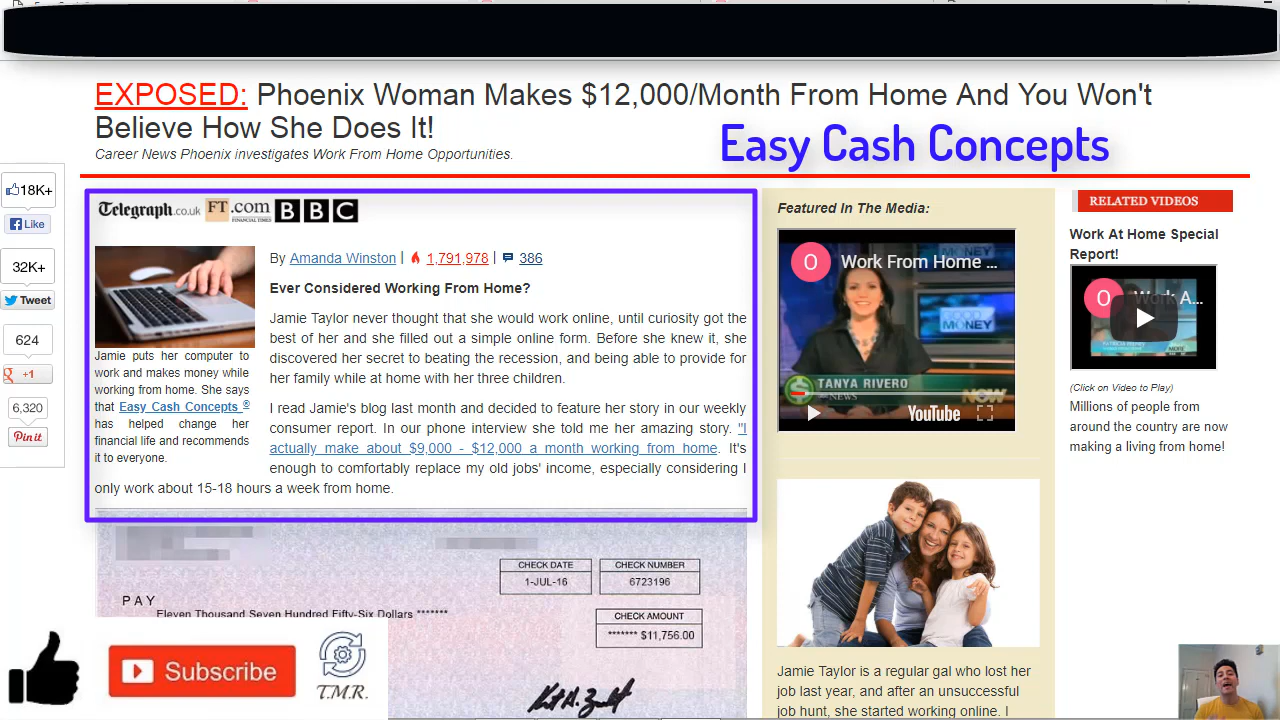 EXPOSED: Phoenix Woman Makes $12,000/Month From Home And You Won't
Believe How She Does It!
Easy Cash Concepts
Career News Phoenix investigates Work From Home Opportunities.
18K+
Like
32K+
Tweet
624
+1
6,320
Pin it
Telegraph.co.uk FT.com BBC
FINANCIAL TIMES
By Amanda Winston | 1,791,978 | 386
Ever Considered Working From Home?
Jamie Taylor never thought that she would work online, until curiosity got the
best of her and she filled out a simple online form. Before she knew it, she
discovered her secret to beating the recession, and being able to provide for
her family while at home with her three children.
I read Jamie's blog last month and decided to feature her story in our weekly
consumer report. In our phone interview she told me her amazing story. "I
actually make about $9,000 - $12,000 a month working from home. It's
enough to comfortably replace my old jobs' income, especially considering I
only work about 15-18 hours a week from home.
Jamie puts her computer to
work and makes money while
working from home. She says
that Easy Cash Concepts ®
has helped change her
financial life and recommends
it to everyone.
CHECK DATE
1-JUL-16
CHECK NUMBER
6723196
PAY
Eleven Thousand Seven Hundred Fifty-Six Dollars *******
CHECK AMOUNT
******* $11,756.00
Subscribe
T.M.R.
Featured In The Media:
O Work From Home ...
GOOD
MONEY
TANYA RIVERO
NEWS
NOW
YouTube
Jamie Taylor is a regular gal who lost her
job last year, and after an unsuccessful
job hunt, she started working online. I
RELATED VIDEOS
Work At Home Special
Report!
O Work A...
(Click on Video to Play)
Millions of people from
around the country are now
making a living from home!